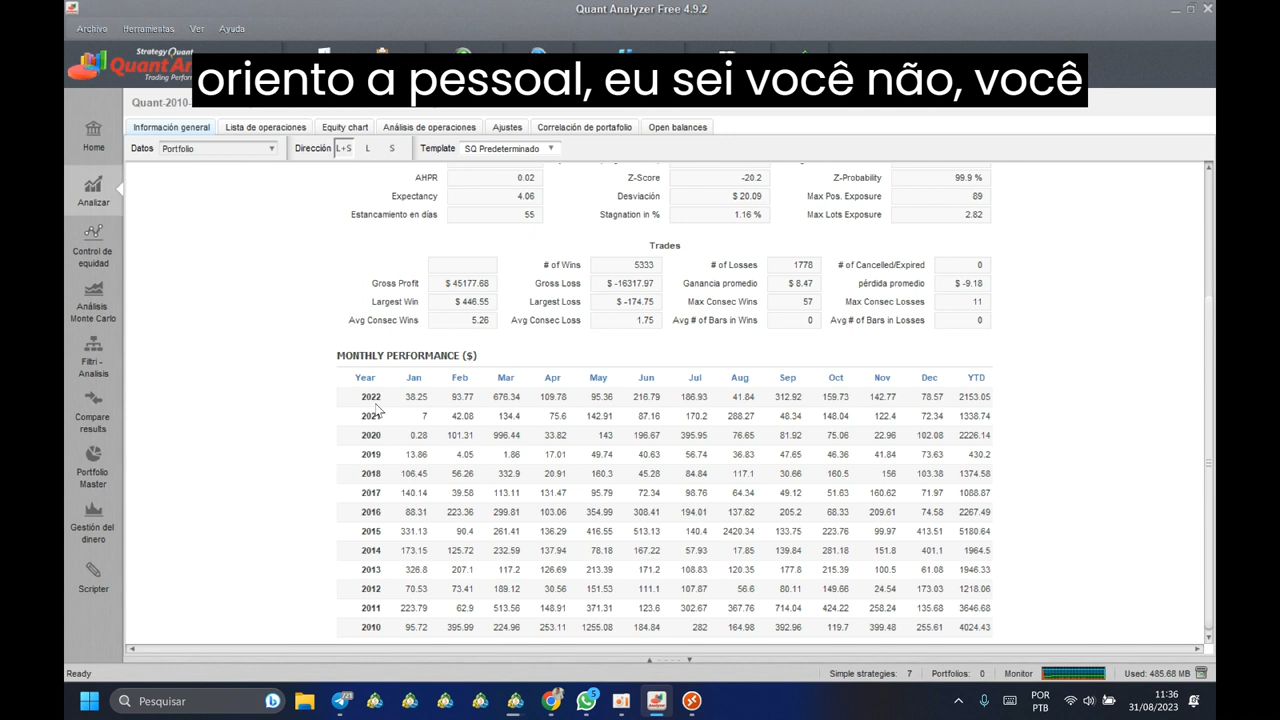 Quant Analyzer Free 4.9.2
Archivo Herramientas Ver Ayuda
Strategy Quant
oriento a pessoal, eu sei você não, você
Quant-2010-
Información general Lista de operaciones Equity chart Análisis de operaciones Ajustes Correlación de portafolio Open balances
Datos Portfolio Dirección L+S L S Template SQ Predeterminado
Home
Analizar
Control de
equidad
Análisis
Monte Carlo
Filtri -
Analisis
Compare
results
Portfolio
Master
Gestión del
dinero
Scripter
AHPR 0.02 Z-Score -20.2 Z-Probability 99.9 %
Expectancy 4.06 Desviación $ 20.09 Max Pos. Exposure 89
Estancamiento en días 55 Stagnation in % 1.16 % Max Lots Exposure 2.82
Trades
# of Wins 5333 # of Losses 1778 # of Cancelled/Expired 0
Gross Profit $ 45177.68 Gross Loss $ -16317.97 Ganancia promedio $ 8.47 pérdida promedio $ -9.18
Largest Win $ 446.55 Largest Loss $ -174.75 Max Consec Wins 57 Max Consec Losses 11
Avg Consec Wins 5.26 Avg Consec Loss 1.75 Avg # of Bars in Wins 0 Avg # of Bars in Losses 0
MONTHLY PERFORMANCE ($)
Year Jan Feb Mar Apr May Jun Jul Aug Sep Oct Nov Dec YTD
2022 38.25 93.77 676.34 109.78 95.36 216.79 186.93 41.84 312.92 159.73 142.77 78.57 2153.05
2021 7 42.08 134.4 75.6 142.91 87.16 170.2 288.27 48.34 148.04 122.4 72.34 1338.74
2020 0.28 101.31 996.44 33.82 143 196.67 395.95 76.65 81.92 75.06 22.96 102.08 2226.14
2019 13.86 4.05 1.86 17.01 49.74 40.63 56.74 36.83 47.65 46.36 41.84 73.63 430.2
2018 106.45 56.26 332.9 20.91 160.3 45.28 84.84 117.1 30.66 160.5 156 103.38 1374.58
2017 140.14 39.58 113.11 131.47 95.79 72.34 98.76 64.34 49.12 51.63 160.62 71.97 1088.87
2016 88.31 223.36 299.81 103.06 354.99 308.41 194.01 137.82 205.2 68.33 209.61 74.58 2267.49
2015 331.13 90.4 261.41 136.29 416.55 513.13 140.4 2420.34 133.75 223.76 99.97 413.51 5180.64
2014 173.15 125.72 232.59 137.94 78.18 167.22 57.93 17.85 139.84 281.18 151.8 401.1 1964.5
2013 326.8 207.1 117.2 126.69 213.39 171.2 108.83 120.35 177.8 215.39 100.5 61.08 1946.33
2012 70.53 73.41 189.12 30.56 151.53 111.1 107.87 56.6 80.11 149.66 24.54 173.03 1218.06
2011 223.79 62.9 513.56 148.91 371.31 123.6 302.67 367.76 714.04 424.22 258.24 135.68 3646.68
2010 95.72 395.99 224.96 253.11 1255.08 184.84 282 164.98 392.96 119.7 399.48 255.61 4024.43
Ready Simple strategies: 7 Portfolios: 0 Monitor Used: 485.68 MB
Pesquisar 5 POR
PTB
11:36
31/08/2023